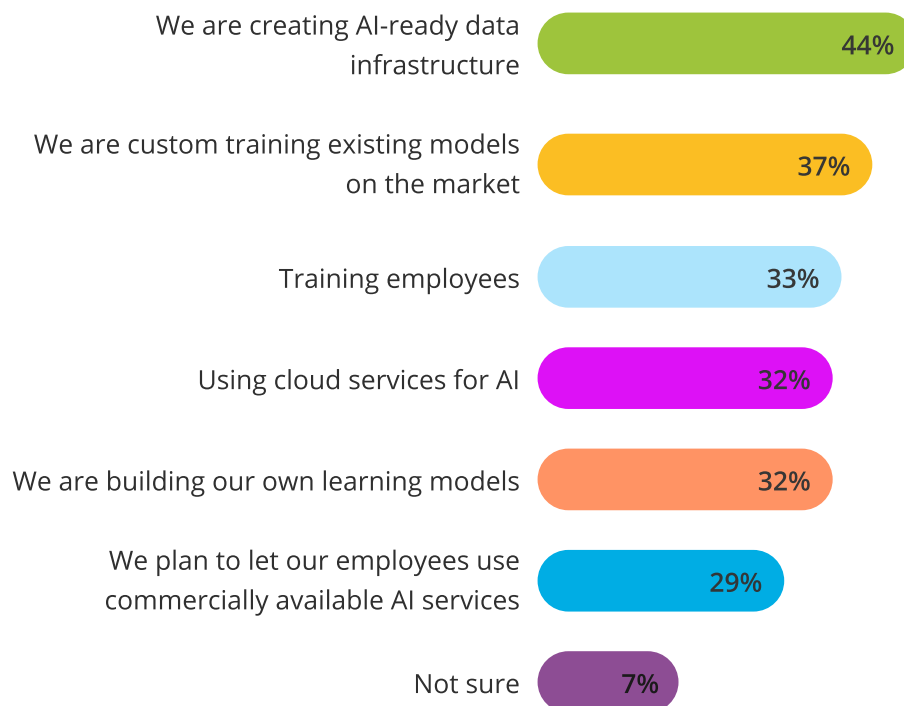 We are creating AI-ready data
infrastructure
44%
We are custom training existing models
on the market
37%
Training employees
33%
Using cloud services for AI
32%
We are building our own learning models
32%
We plan to let our employees use
commercially available AI services
29%
Not sure
7%